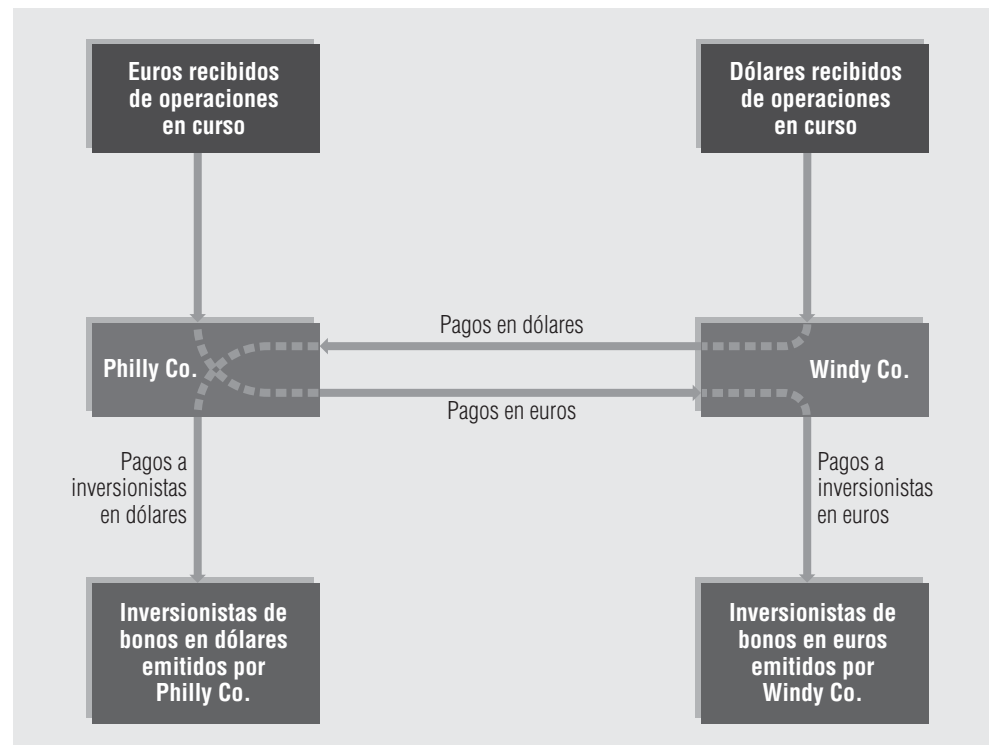 Euros recibidos
de operaciones
en curso
Dólares recibidos
de operaciones
en curso
Pagos en dólares
Philly Co.
Windy Co.
Pagos en euros
Pagos a
inversionistas
en dólares
Pagos a
inversionistas
en euros
Inversionistas de
bonos en dólares
emitidos por
Philly Co.
Inversionistas de
bonos en euros
emitidos por
Windy Co.